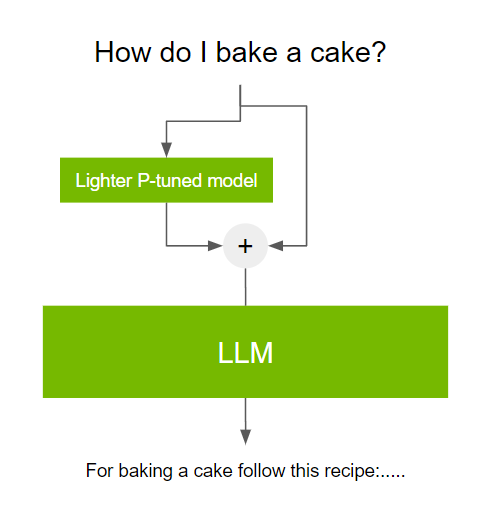 How do I bake a cake?
Lighter P-tuned model
+
LLM
For baking a cake follow this recipe:.....